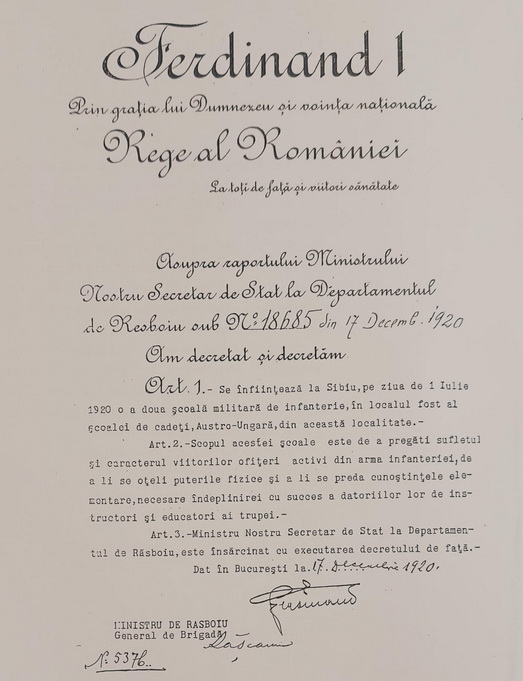 Ferdinand I
Prin grația lui Dumnezeu și voința națională
Rege al României
La toți de față și viitori sănătate
Asupra raportului Ministrului
Nostru Secretar de Stat la Departamentul
de Resboiu sub Nº 18685 din 17 Decemb. 1920
Am decretat și decretăm
Art. 1.- Se înființează la Sibiu, pe ziua de 1 Iulie
1920 o a doua școală militară de infanterie, în localul fost al
școalei de cadeți, Austro-Ungară, din această localitate.-
Art.2.-Scopul acestei școale este de a pregăti sufletul
și caracterul viitorilor ofițeri activi din arma infanteriei, de
a li se oțeli puterile fizice și a li se preda cunoștințele ele-
montare, necesare îndeplinirei cu succes a datoriilor lor de ins-
tructori și educatori ai trupei.-
Art.3.-Ministru Nostru Secretar de Stat la Departamen-
tul de Răsboiu, este însărcinat cu executarea decretului de față.-
Dat în București la 17 Decembrie 1920.
Ferdinand
MINISTRU DE RASBOIU
General de Brigadă Rășcanu
Nº 5376.